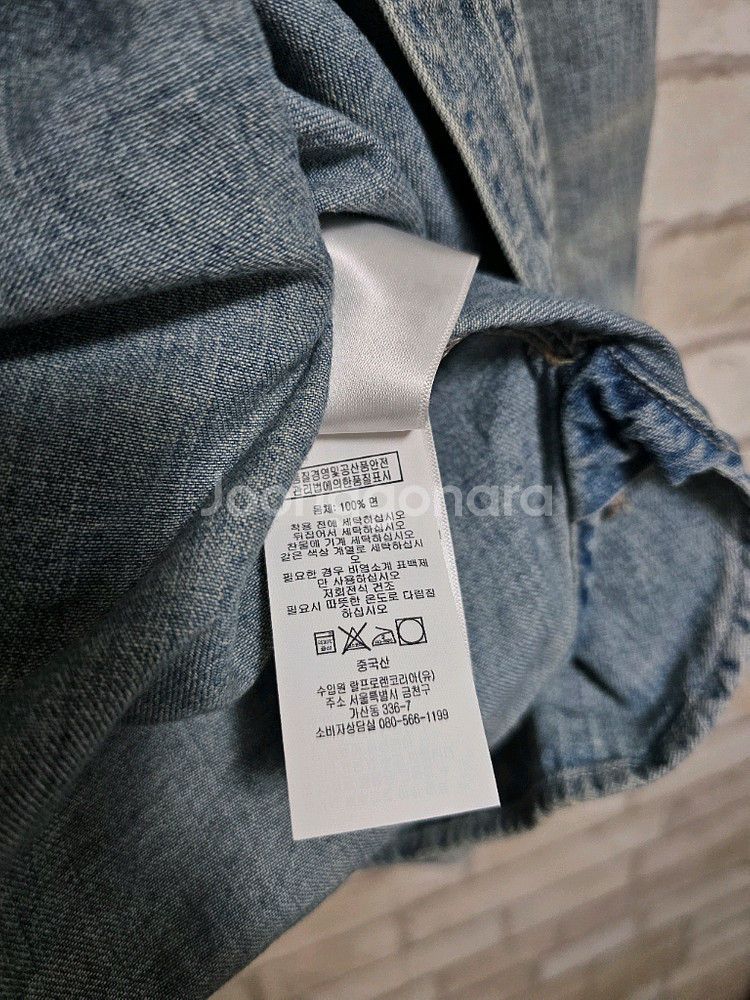 품질경영및공산품안전
관리법에의한품질표시
Joonggonara
몸체: 100% 면
착용 전에 세탁하십시오
뒤집어서 세탁하십시오
찬물에 기계 세탁하십시오
같은 색상 계열로 세탁하십시
오
필요한 경우 비염소계 표백제
만 사용하십시오
저회전식 건조
필요시 따뜻한 온도로 다림질
하십시오
중국산
수입원 랄프로렌코리아(유)
주소 서울특별시 금천구
가산동 336-7
소비자상담실 080-566-1199